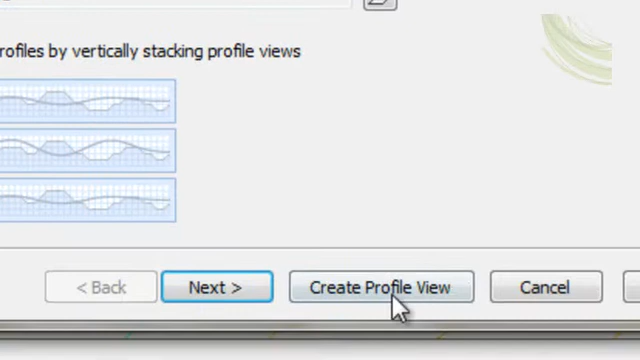 rofiles by vertically stacking profile views
< Back
Next >
Create Profile View
Cancel